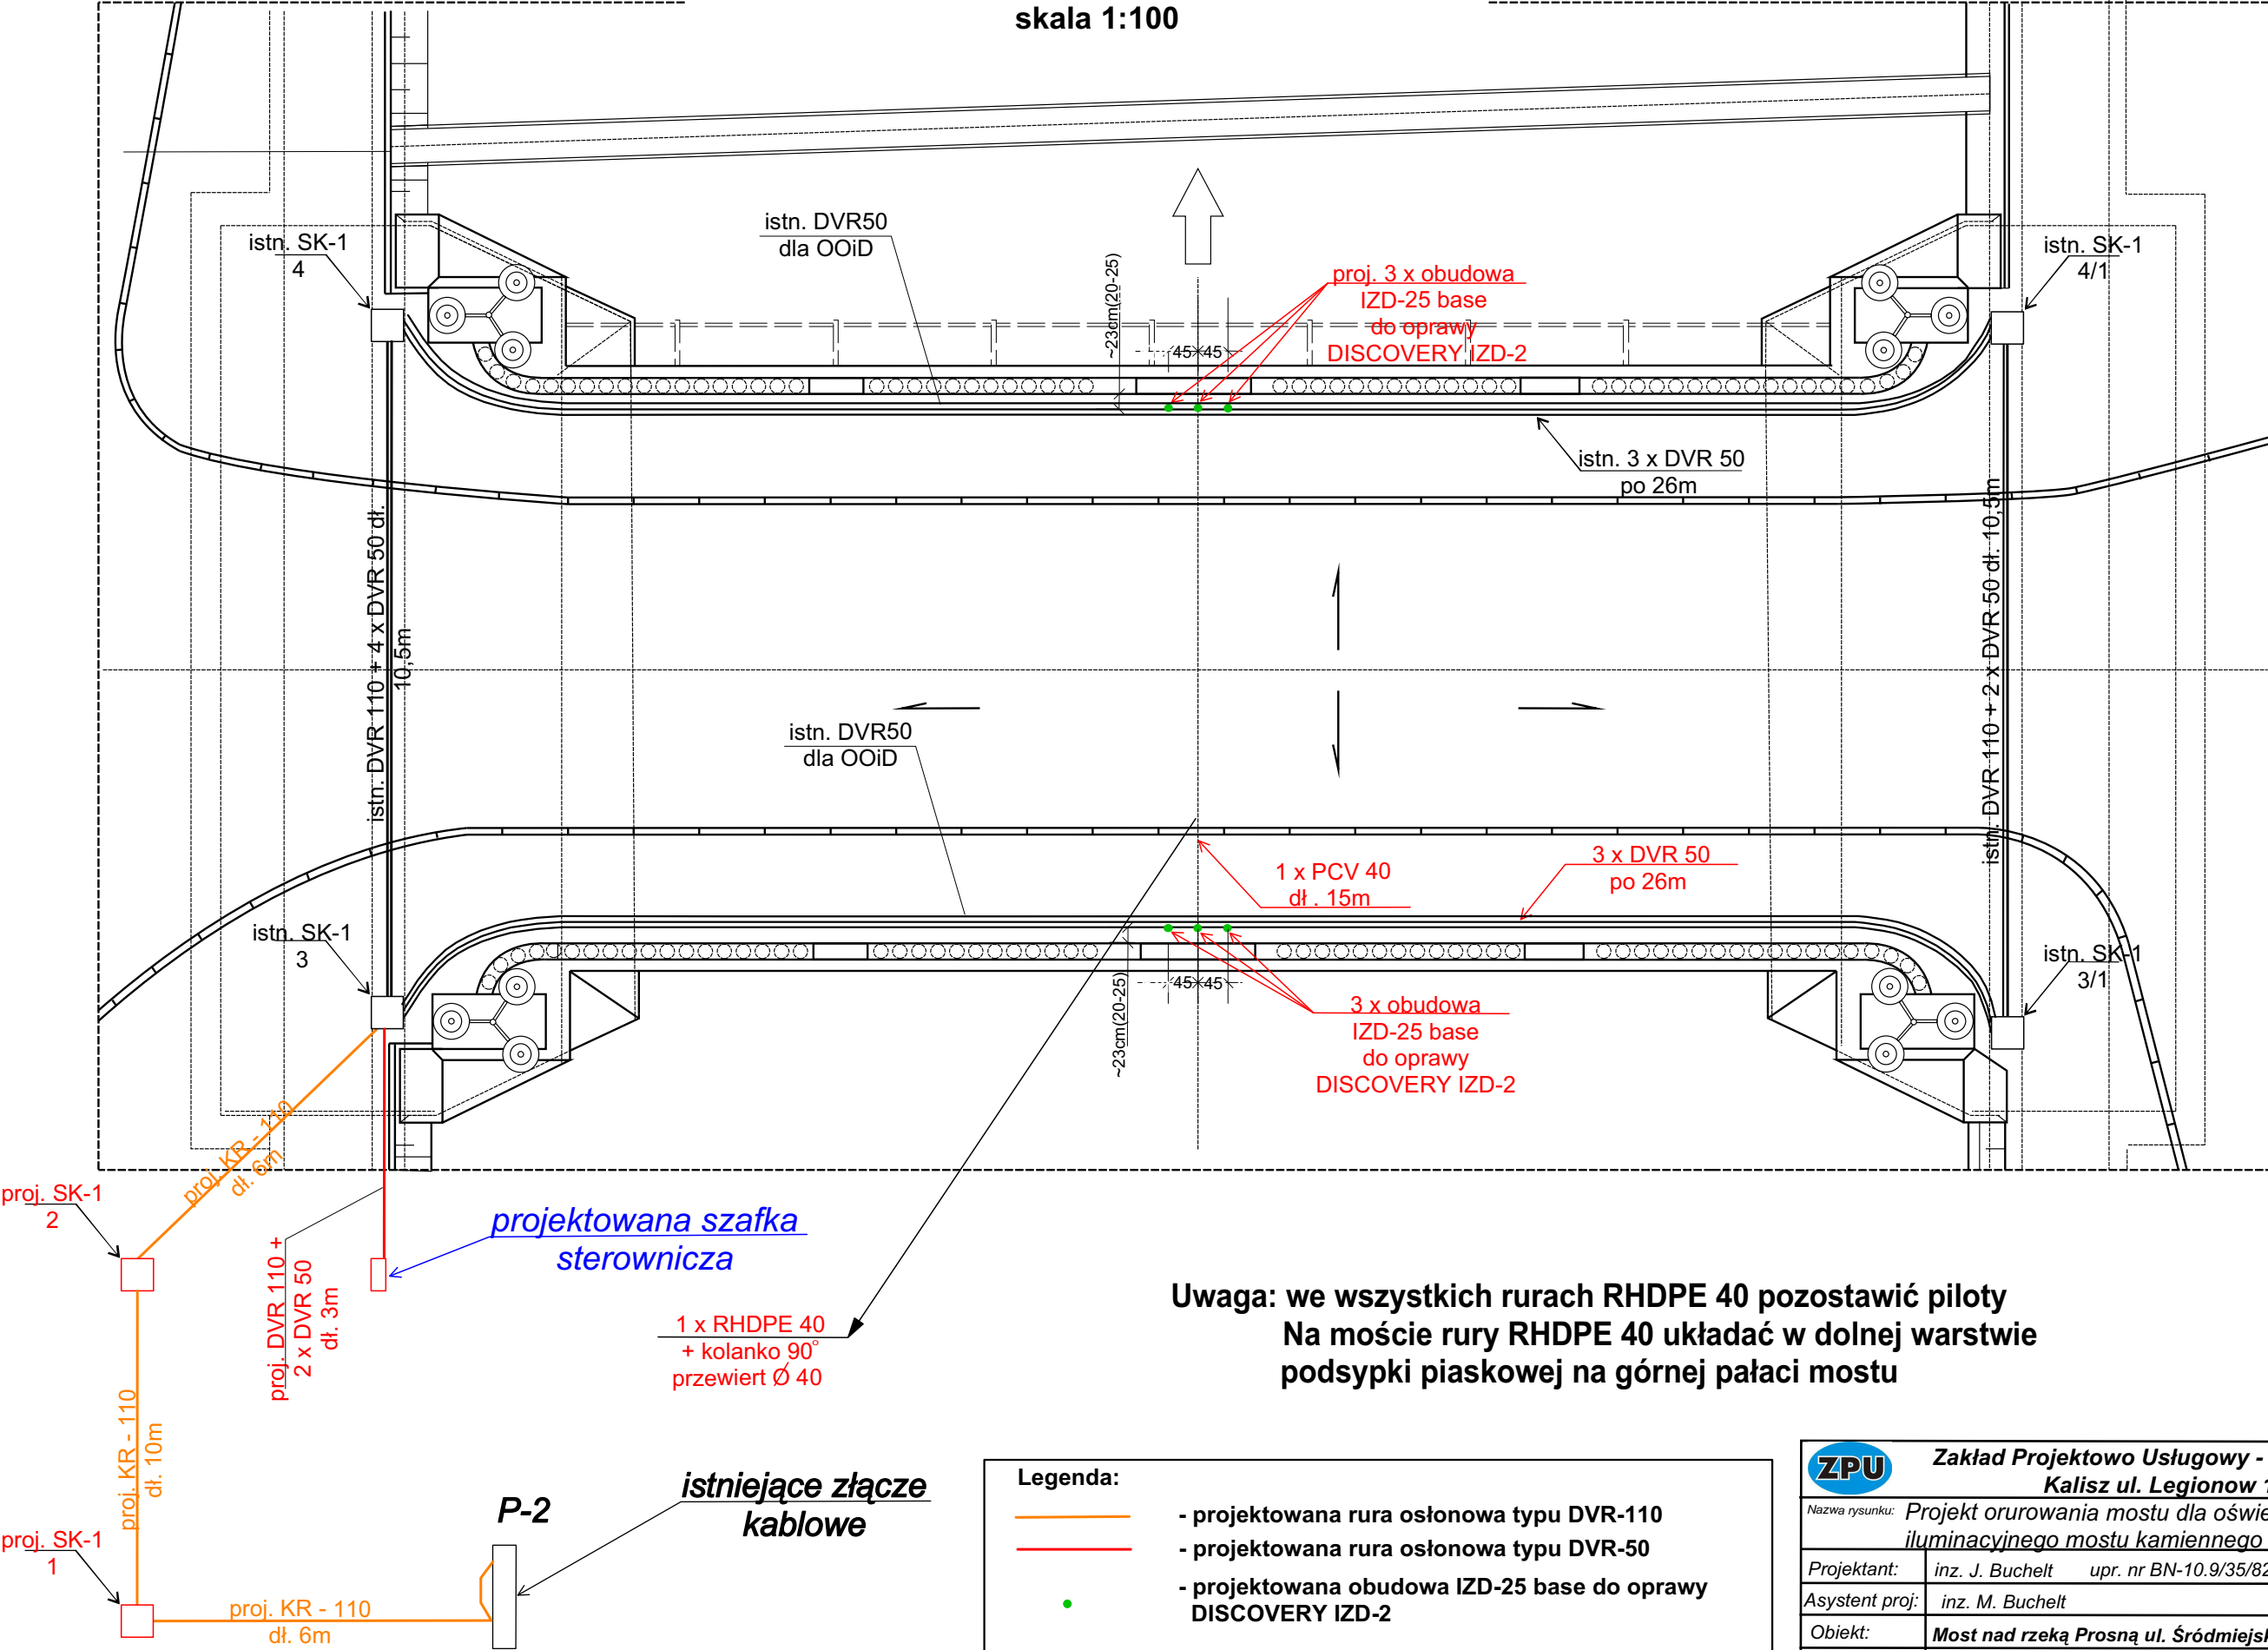 skala 1:100
istn. SK-1
4
istn. DVR50
dla OOiD
~23cm(20-25)
proj. 3 x obudowa
IZD-25 base
do oprawy
DISCOVERY IZD-2
45 45
istn. SK-1
4/1
istn. 3 x DVR 50
po 26m
istn. DVR 110 + 4 x DVR 50 dł.
10,5m
istn. DVR 110 + 2 x DVR 50 dł. 10,5m
istn. DVR50
dla OOiD
1 x PCV 40
dł . 15m
3 x DVR 50
po 26m
istn. SK-1
3
istn. SK-1
3/1
~23cm(20-25)
45 45
3 x obudowa
IZD-25 base
do oprawy
DISCOVERY IZD-2
proj. KR - 110
dł. 6m
proj. SK-1
2
proj. DVR 110 +
2 x DVR 50
dł. 3m
projektowana szafka
sterownicza
1 x RHDPE 40
+ kolanko 90°
przewiert Ø 40
Uwaga: we wszystkich rurach RHDPE 40 pozostawić piloty
Na moście rury RHDPE 40 układać w dolnej warstwie
podsypki piaskowej na górnej pałaci mostu
proj. KR - 110
dł. 10m
proj. SK-1
1
proj. KR - 110
dł. 6m
P-2
istniejące złącze
kablowe
Legenda:
- projektowana rura osłonowa typu DVR-110
- projektowana rura osłonowa typu DVR-50
- projektowana obudowa IZD-25 base do oprawy
DISCOVERY IZD-2
ZPU
Zakład Projektowo Usługowy -
Kalisz ul. Legionow
Nazwa rysunku: Projekt orurowania mostu dla
iluminacyjnego mostu kamiennego
Projektant: inz. J. Buchelt upr. nr BN-10.9/35/82
Asystent proj: inz. M. Buchelt
Obiekt: Most nad rzeką Prosną ul.